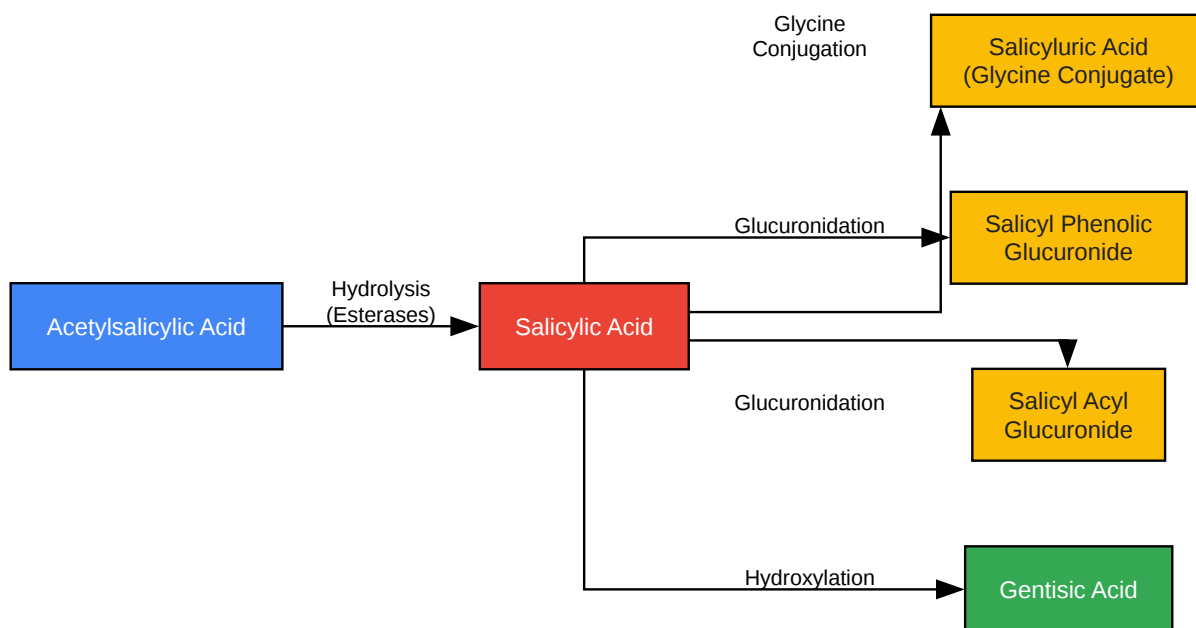 Glycine
Conjugation
Salicyluric Acid
(Glycine Conjugate)
Glucuronidation
Salicyl Phenolic
Glucuronide
Acetylsalicylic Acid
Hydrolysis
(Esterases)
Salicylic Acid
Glucuronidation
Salicyl Acyl
Glucuronide
Hydroxylation
Gentisic Acid